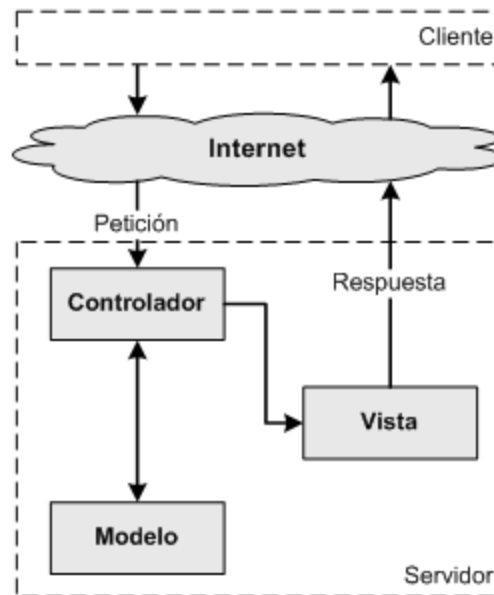 Cliente
Internet
Petición
Controlador
Respuesta
Vista
Modelo
Servidor